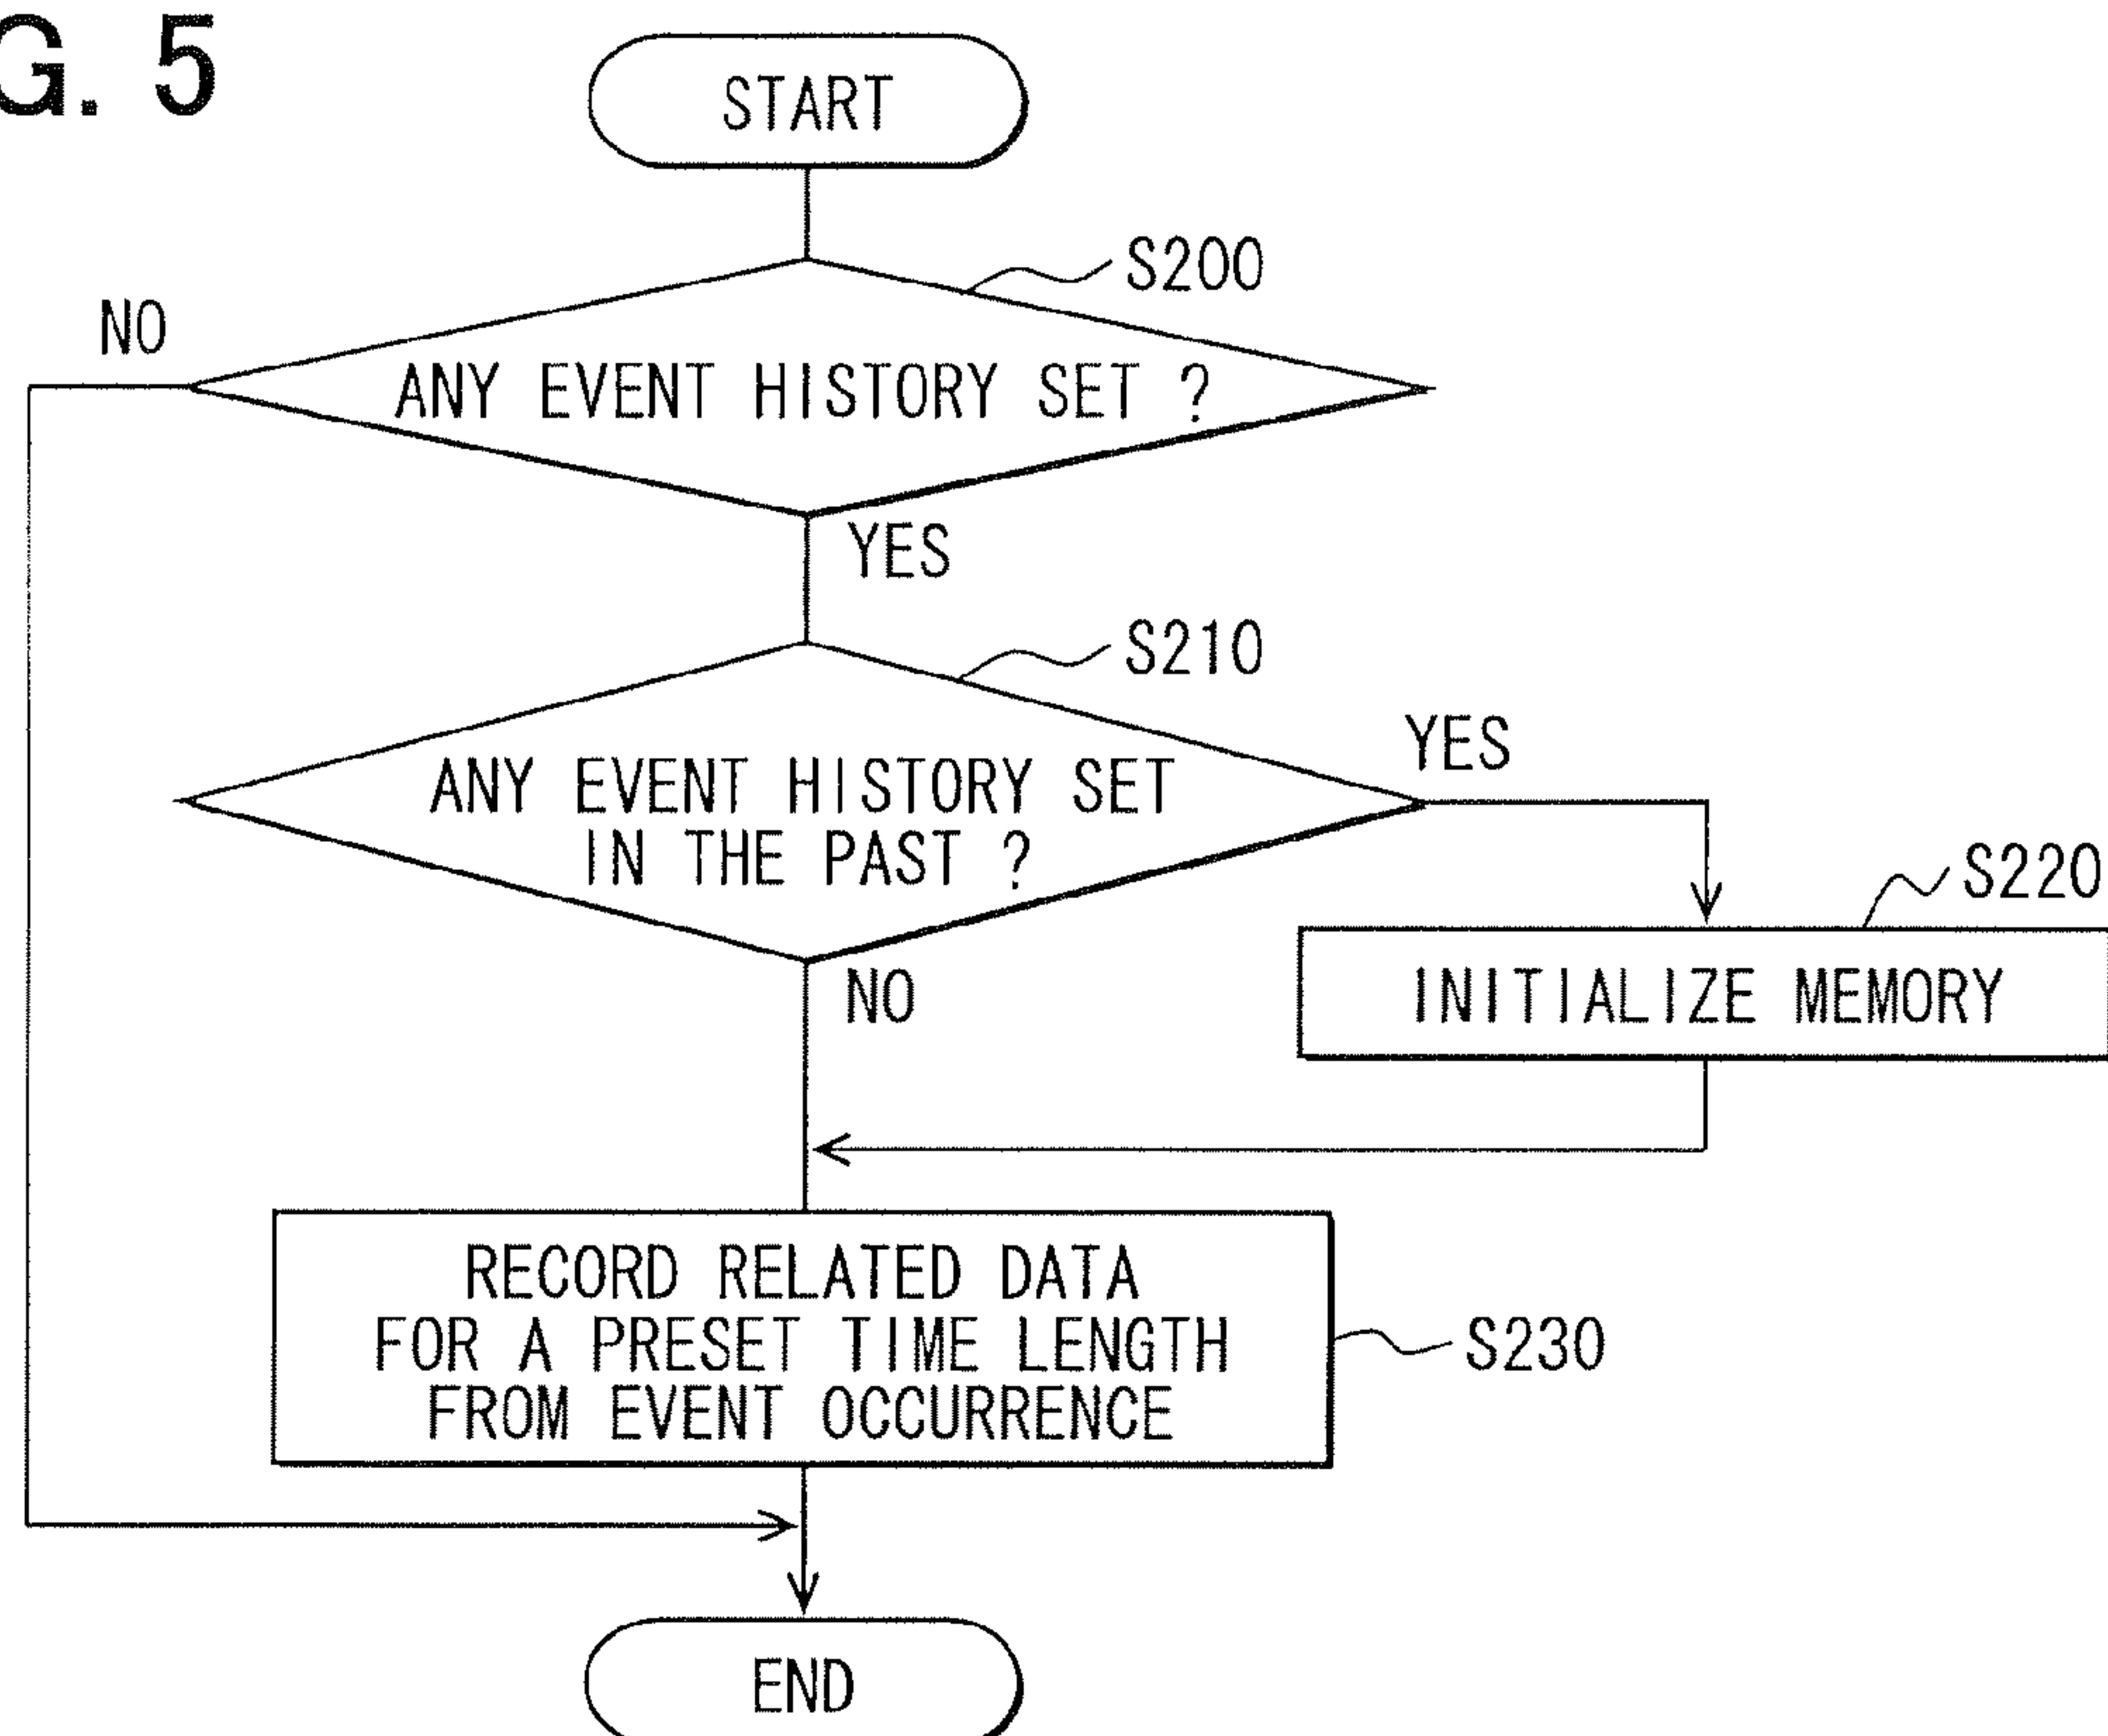 G. 5
START
S200
NO
ANY EVENT HISTORY SET ?
YES
S210
YES
ANY EVENT HISTORY SET
IN THE PAST ?
S220
NO
INITIALIZE MEMORY
RECORD RELATED DATA
FOR A PRESET TIME LENGTH
FROM EVENT OCCURRENCE
S230
END